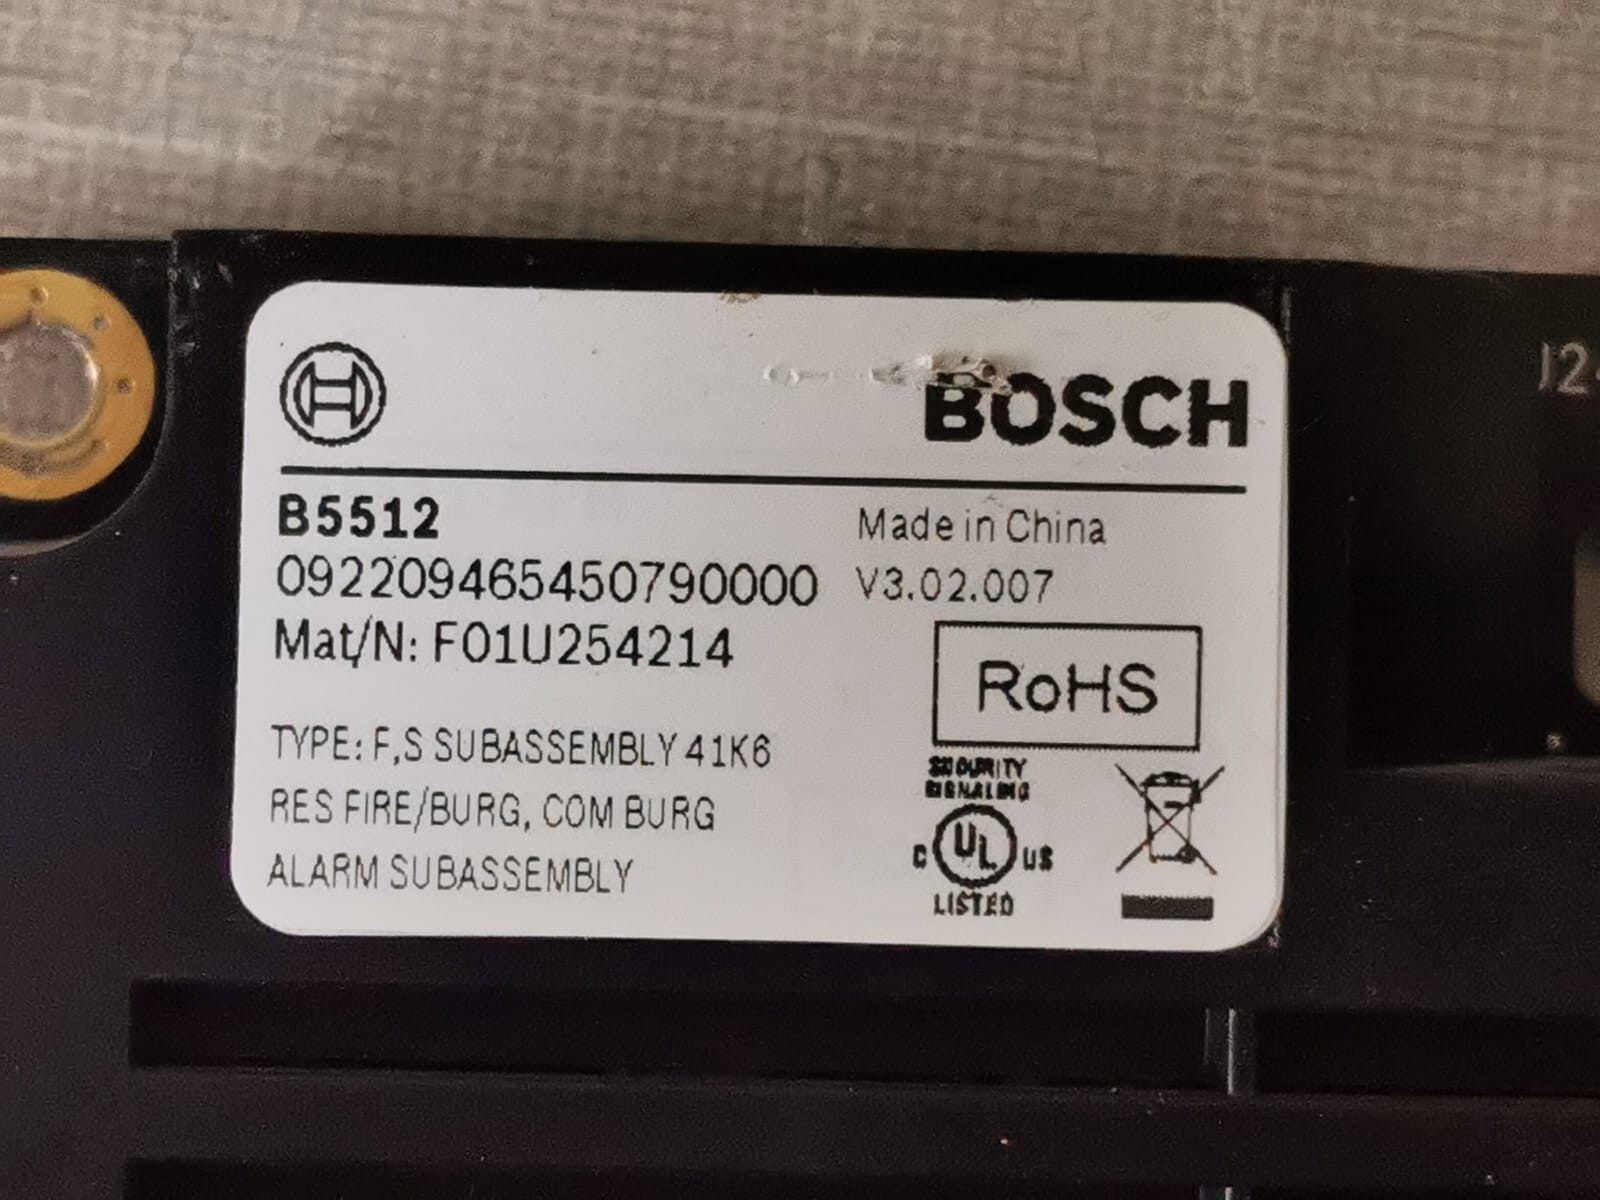 BOSCH
B5512
092209465450790000
Mat/N: F01U254214
Made in China
V3.02.007
RoHS
TYPE: F,S SUBASSEMBLY 41K6
RES FIRE/BURG, COM BURG
ALARM SUBASSEMBLY
SECURITY
SIGNALING
C UL US
LISTED